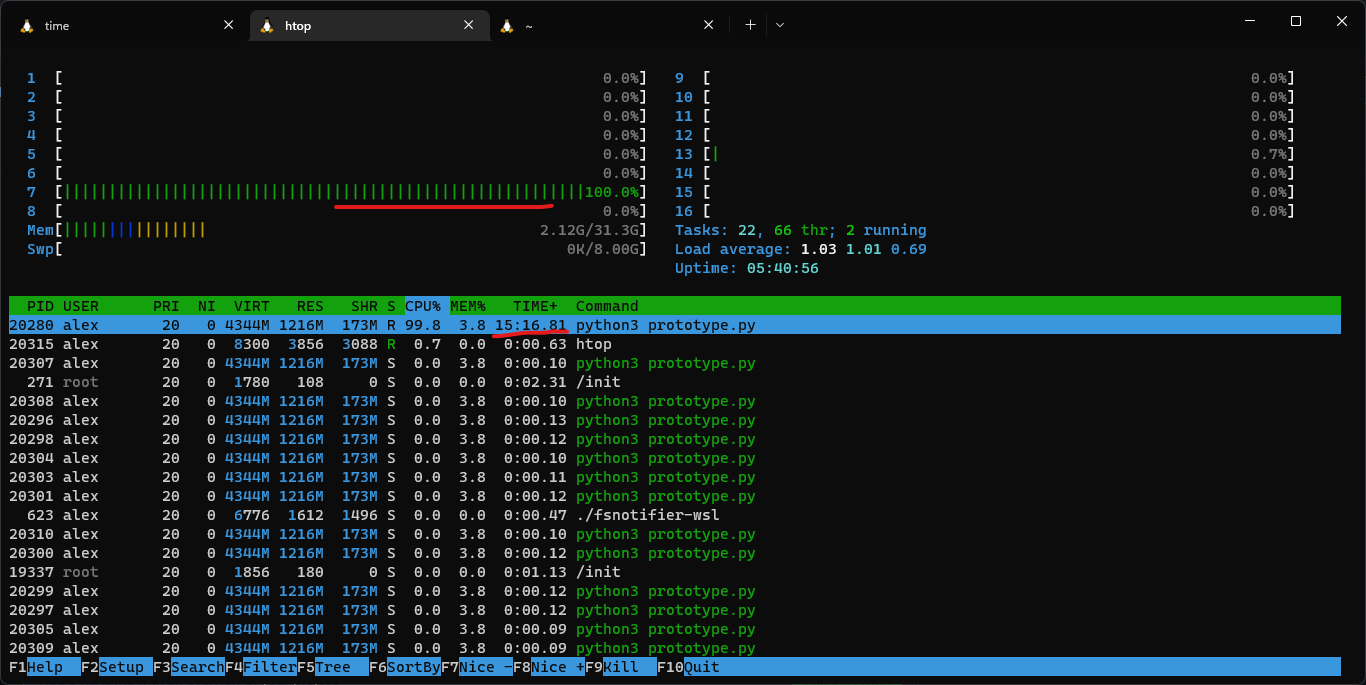 time htop ~
1 [ 0.0%] 9 [ 0.0%]
2 [ 0.0%] 10 [ 0.0%]
3 [ 0.0%] 11 [ 0.0%]
4 [ 0.0%] 12 [ 0.0%]
5 [ 0.0%] 13 [| 0.7%]
6 [ 0.0%] 14 [ 0.0%]
7 [||||||||||||||||||||||||||||||||||||||||||||||||||||||||||100.0%] 15 [ 0.0%]
8 [ 0.0%] 16 [ 0.0%]
Mem[|||||||||||||||| 2.12G/31.3G] Tasks: 22, 66 thr; 2 running
Swp[ 0K/8.00G] Load average: 1.03 1.01 0.69
Uptime: 05:40:56
PID USER PRI NI VIRT RES SHR S CPU% MEM% TIME+ Command
20280 alex 20 0 4344M 1216M 173M R 99.8 3.8 15:16.81 python3 prototype.py
20315 alex 20 0 8300 3856 3088 R 0.7 0.0 0:00.63 htop
20307 alex 20 0 4344M 1216M 173M S 0.0 3.8 0:00.10 python3 prototype.py
271 root 20 0 1780 108 0 S 0.0 0.0 0:02.31 /init
20308 alex 20 0 4344M 1216M 173M S 0.0 3.8 0:00.10 python3 prototype.py
20296 alex 20 0 4344M 1216M 173M S 0.0 3.8 0:00.13 python3 prototype.py
20298 alex 20 0 4344M 1216M 173M S 0.0 3.8 0:00.12 python3 prototype.py
20304 alex 20 0 4344M 1216M 173M S 0.0 3.8 0:00.10 python3 prototype.py
20303 alex 20 0 4344M 1216M 173M S 0.0 3.8 0:00.11 python3 prototype.py
20301 alex 20 0 4344M 1216M 173M S 0.0 3.8 0:00.12 python3 prototype.py
623 alex 20 0 6776 1612 1496 S 0.0 0.0 0:00.47 ./fsnotifier-wsl
20310 alex 20 0 4344M 1216M 173M S 0.0 3.8 0:00.10 python3 prototype.py
20300 alex 20 0 4344M 1216M 173M S 0.0 3.8 0:00.12 python3 prototype.py
19337 root 20 0 1856 180 0 S 0.0 0.0 0:01.13 /init
20299 alex 20 0 4344M 1216M 173M S 0.0 3.8 0:00.12 python3 prototype.py
20297 alex 20 0 4344M 1216M 173M S 0.0 3.8 0:00.12 python3 prototype.py
20305 alex 20 0 4344M 1216M 173M S 0.0 3.8 0:00.09 python3 prototype.py
20309 alex 20 0 4344M 1216M 173M S 0.0 3.8 0:00.09 python3 prototype.py
F1Help F2Setup F3SearchF4FilterF5Tree F6SortByF7Nice -F8Nice +F9Kill F10Quit